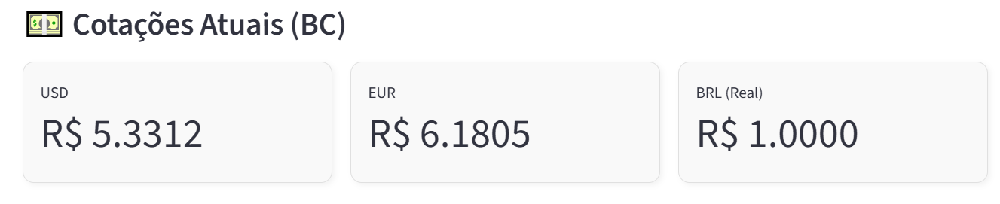 Cotações Atuais (BC)
USD
R$ 5.3312
EUR
R$ 6.1805
BRL (Real)
R$ 1.0000